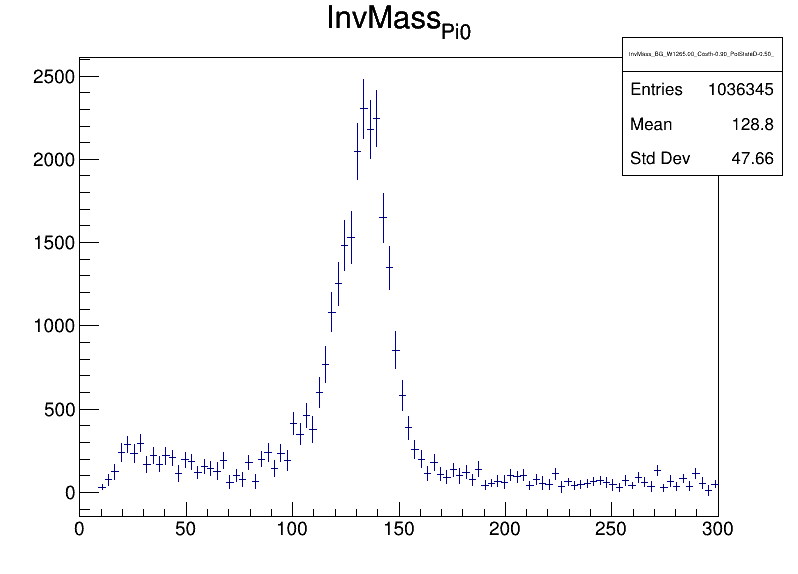 InvMass_Pi0
InvMass_BG_W1265.00_Costh-0.90_PolStateD-0.50_
Entries 1036345
Mean 128.8
Std Dev 47.66
2500
2000
1500
1000
500
0
0 50 100 150 200 250 300